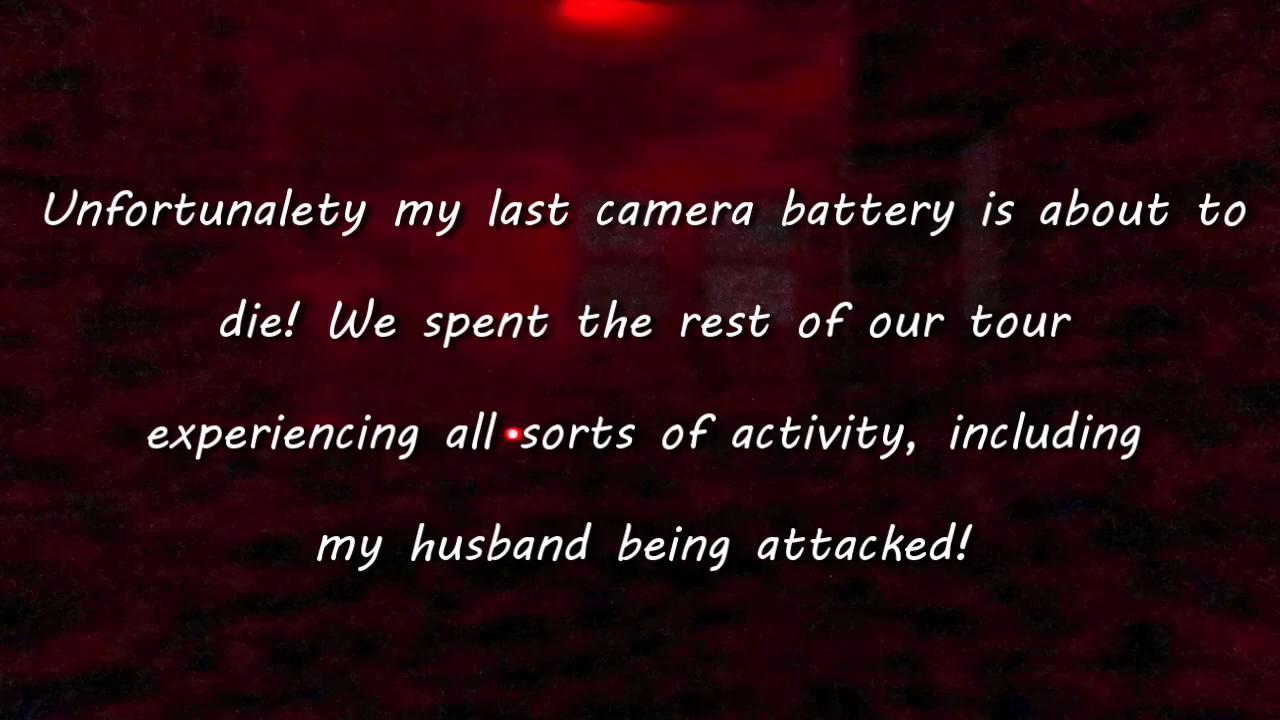 Unfortunalety my last camera battery is about to
die! We spent the rest of our tour
experiencing all sorts of activity, including
my husband being attacked!